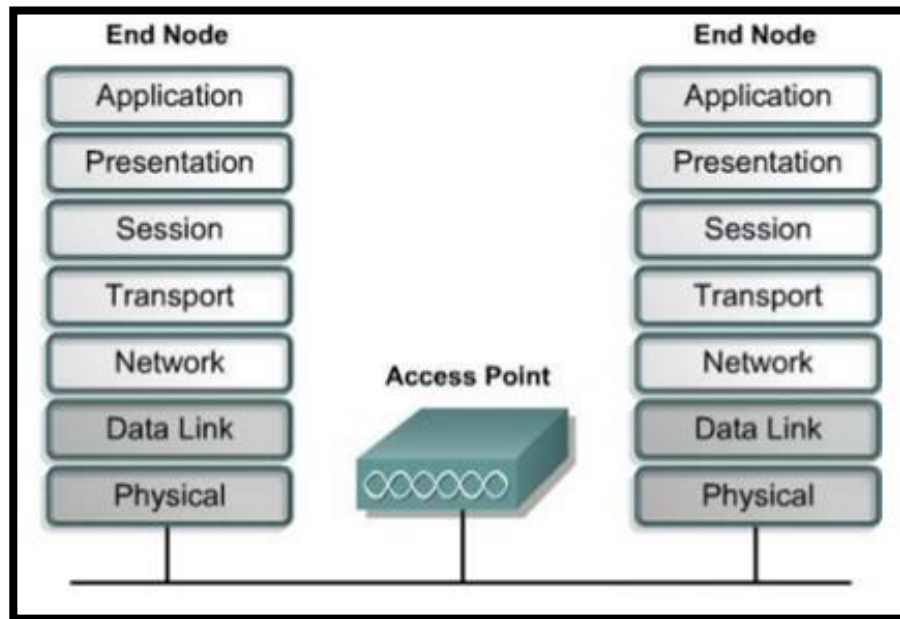 End Node
Application
Presentation
Session
Transport
Network
Data Link
Physical
Access Point
End Node
Application
Presentation
Session
Transport
Network
Data Link
Physical